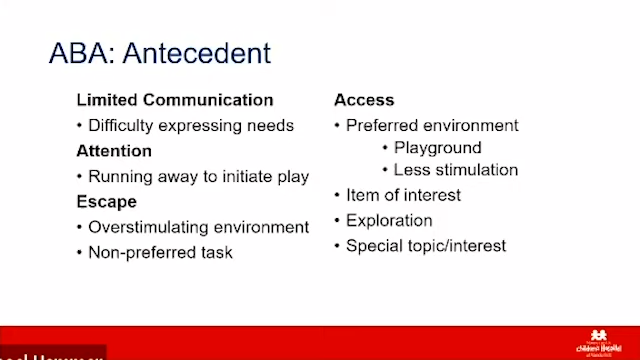 ABA: Antecedent
Limited Communication
• Difficulty expressing needs
Attention
• Running away to initiate play
Escape
• Overstimulating environment
• Non-preferred task
Access
• Preferred environment
• Playground
• Less stimulation
• Item of interest
• Exploration
• Special topic/interest